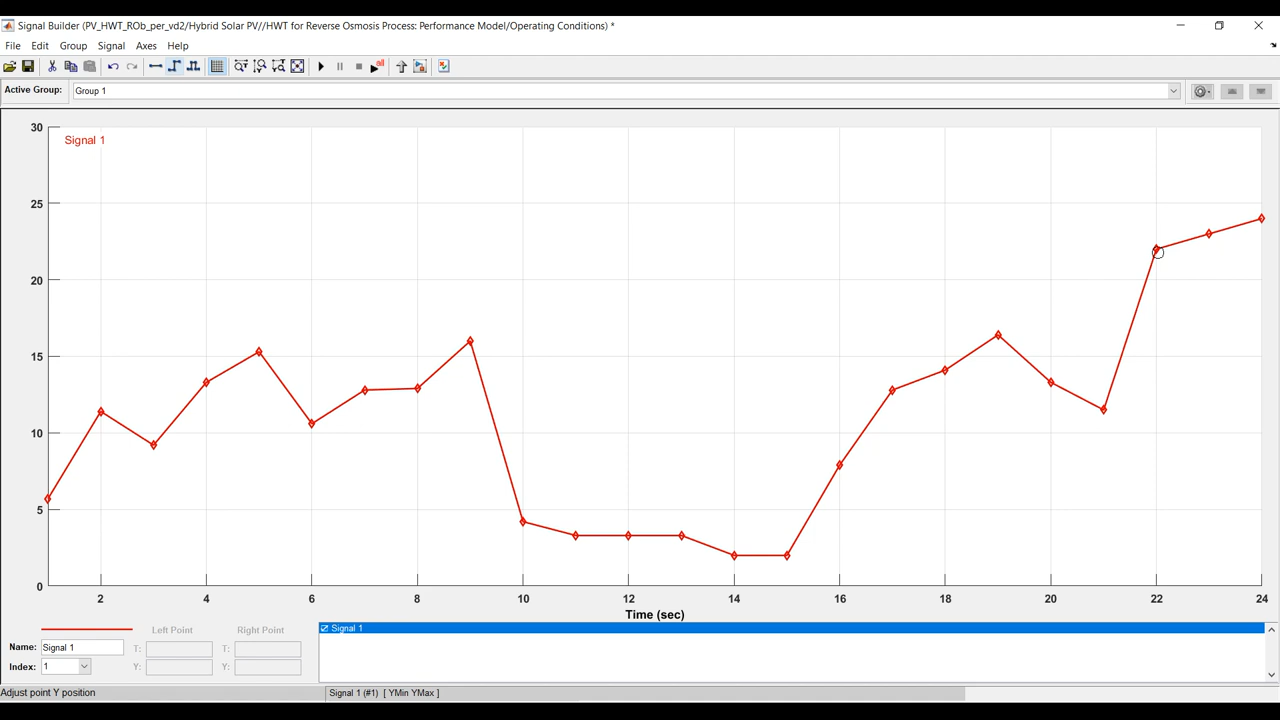 Signal Builder (PV_HWT_ROb_per_vd2/Hybrid Solar PV//HWT for Reverse Osmosis Process: Performance Model/Operating Conditions) *
File Edit Group Signal Axes Help
all
Active Group: Group 1
30
Signal 1
25
20
15
10
5
0
2 4 6 8 10 12 14 16 18 20 22 24
Time (sec)
Left Point Right Point Signal 1
Name: Signal 1 T: T:
Index: 1 Y: Y:
Adjust point Y position Signal 1 (#1) [ YMin YMax ]